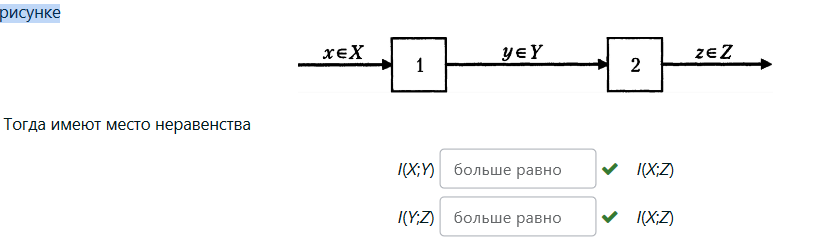 рисунке
x∈X y∈Y z∈Z
1 2
Тогда имеют место неравенства
I(X;Y) больше равно I(X;Z)
I(Y;Z) больше равно I(X;Z)